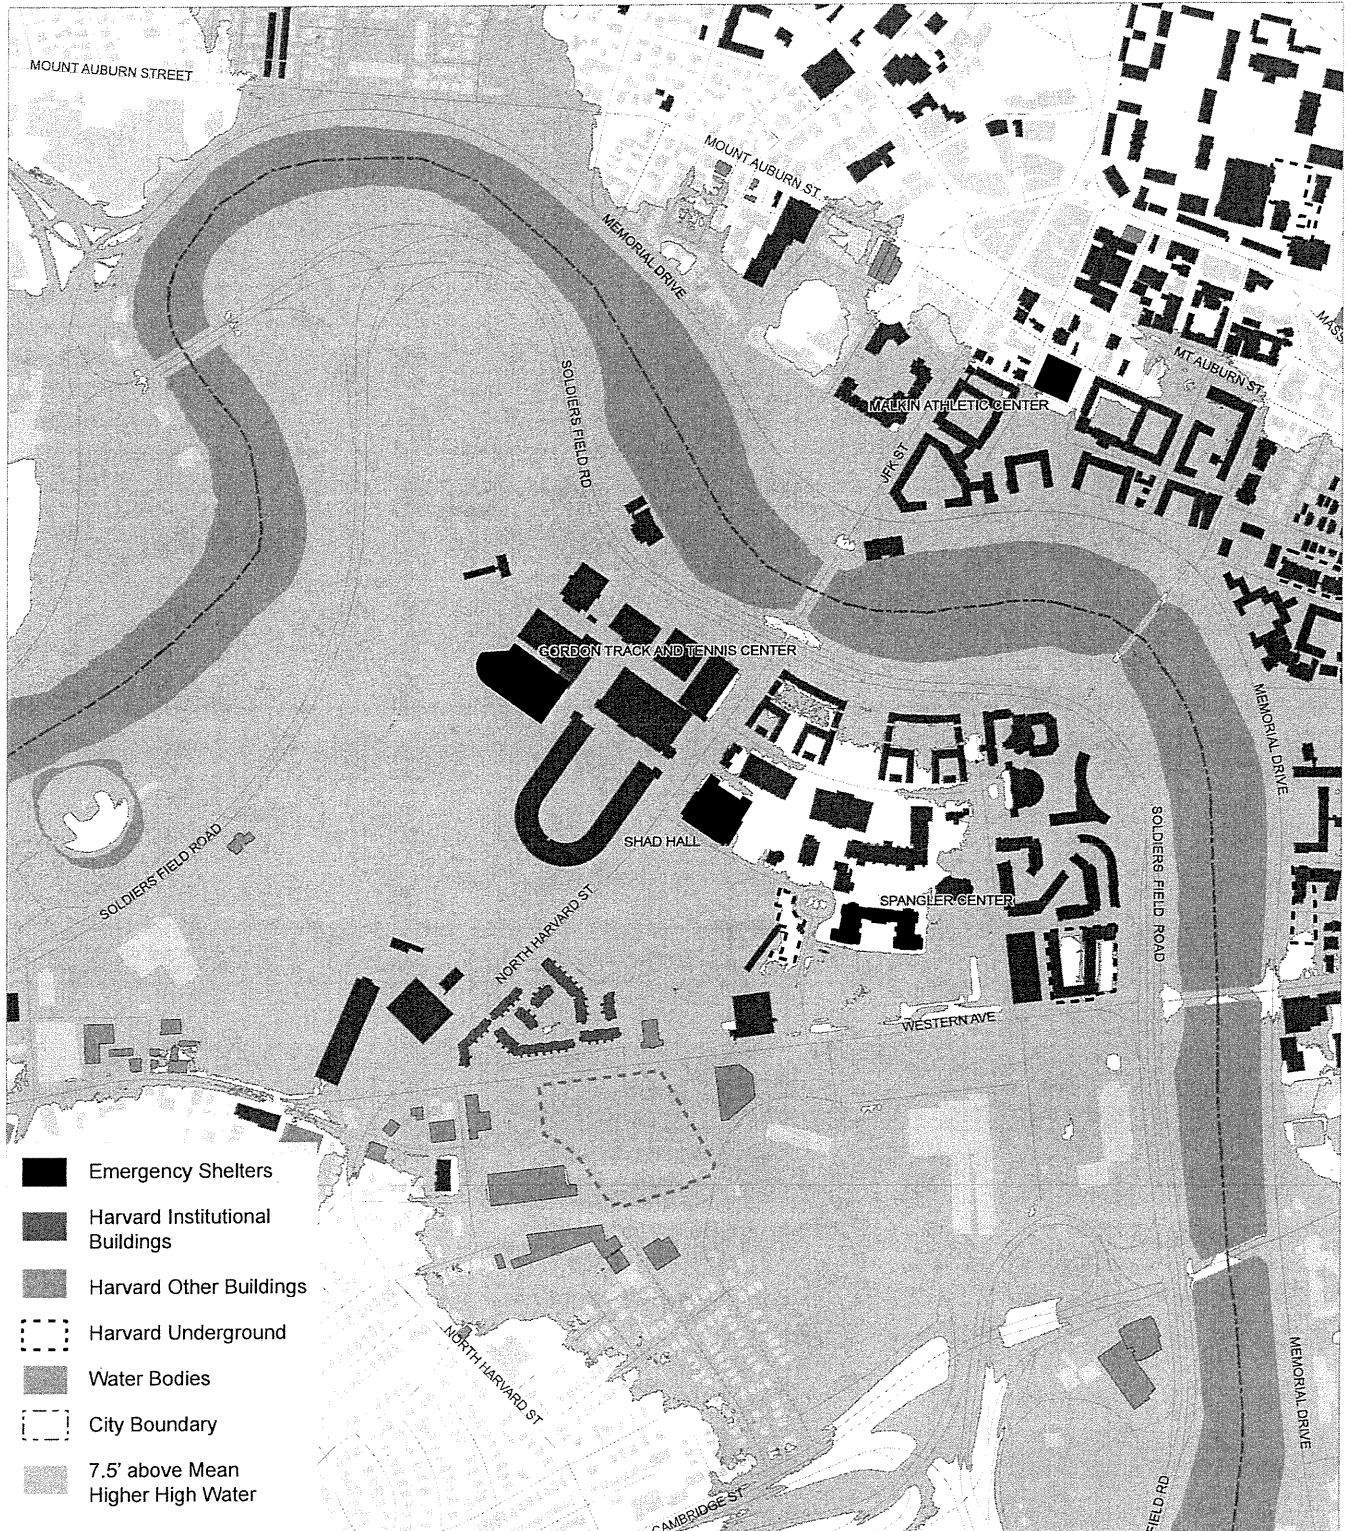 MOUNT AUBURN STREET
MOUNT AUBURN ST
MEMORIAL DRIVE
MASS
MT AUBURN ST
SOLDIERS FIELD RD
MALKIN ATHLETIC CENTER
JFK ST
GORDON TRACK AND TENNIS CENTER
MEMORIAL DRIVE
SOLDIERS FIELD ROAD
SHAD HALL
SOLDIERS FIELD ROAD
SPANGLER CENTER
NORTH HARVARD ST
WESTERN AVE
Emergency Shelters
Harvard Institutional
Buildings
Harvard Other Buildings
Harvard Underground
Water Bodies
City Boundary
7.5' above Mean
Higher High Water
NORTH HARVARD ST
MEMORIAL DRIVE
CAMBRIDGE ST
FIELD RD